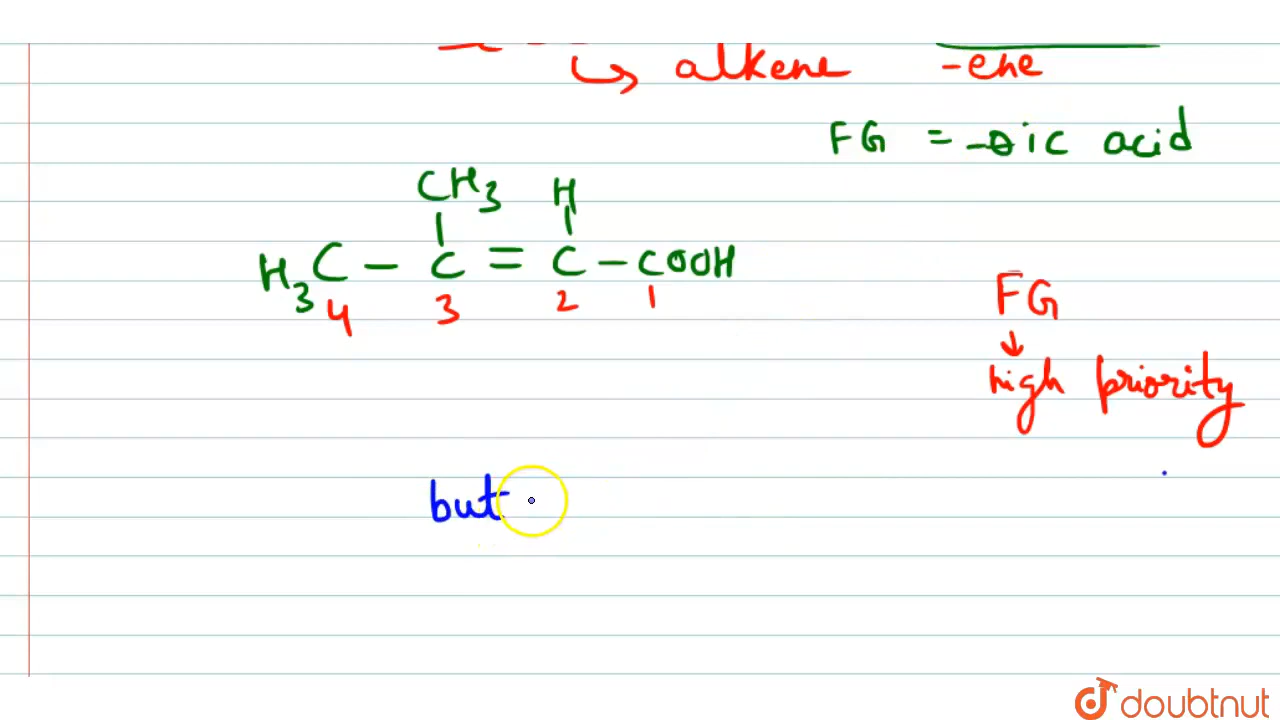 ↳ alkene -ene
FG = -oic acid
CH3 H
H3C - C = C - COOH
4 3 2 1
FG
↓
high priority
but
doubtnut